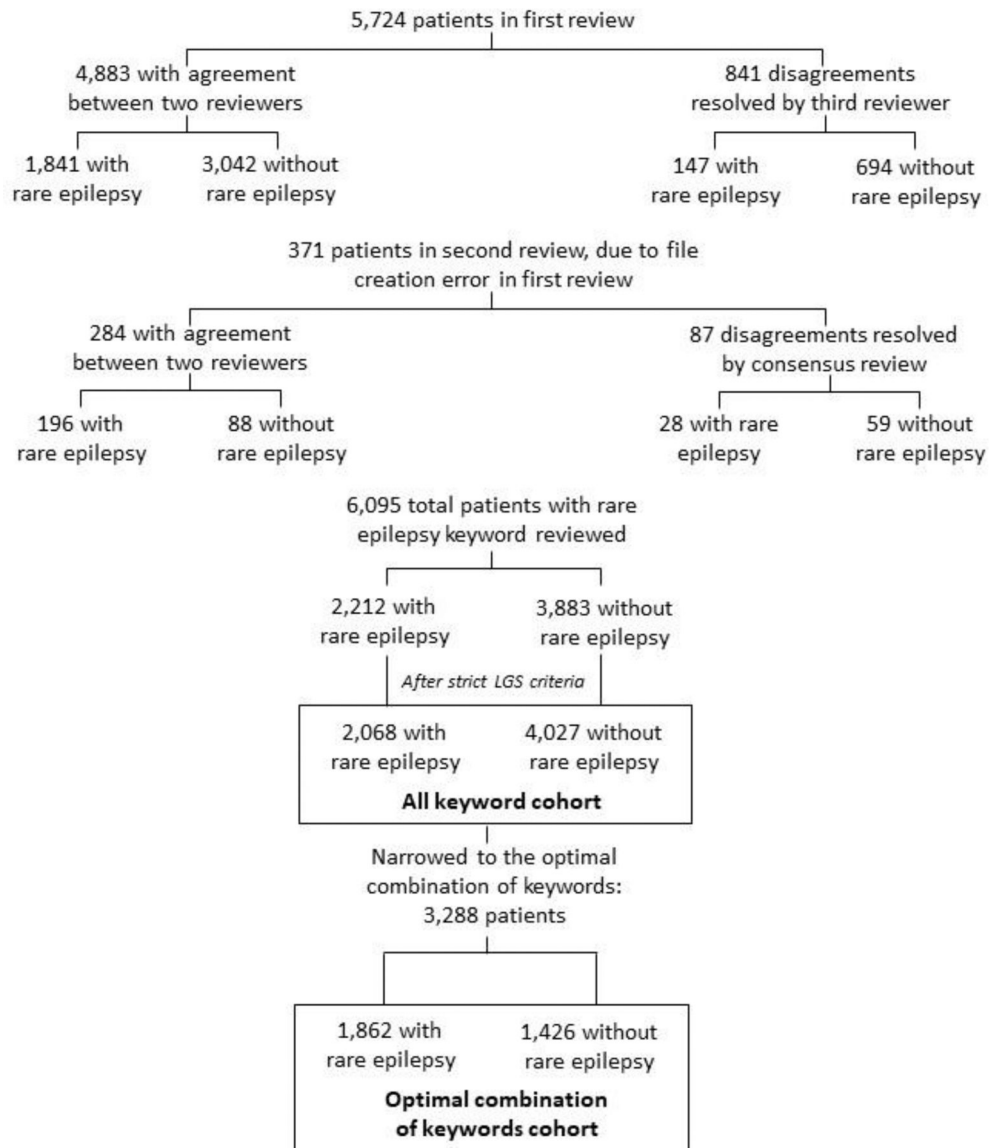 5,724 patients in first review
4,883 with agreement
between two reviewers
841 disagreements
resolved by third reviewer
1,841 with
rare epilepsy
3,042 without
rare epilepsy
147 with
rare epilepsy
694 without
rare epilepsy
371 patients in second review, due to file
creation error in first review
284 with agreement
between two reviewers
87 disagreements resolved
by consensus review
196 with
rare epilepsy
88 without
rare epilepsy
28 with rare
epilepsy
59 without
rare epilepsy
6,095 total patients with rare
epilepsy keyword reviewed
2,212 with
rare epilepsy
3,883 without
rare epilepsy
After strict LGS criteria
2,068 with
rare epilepsy
4,027 without
rare epilepsy
All keyword cohort
Narrowed to the optimal
combination of keywords:
3,288 patients
1,862 with
rare epilepsy
1,426 without
rare epilepsy
Optimal combination
of keywords cohort